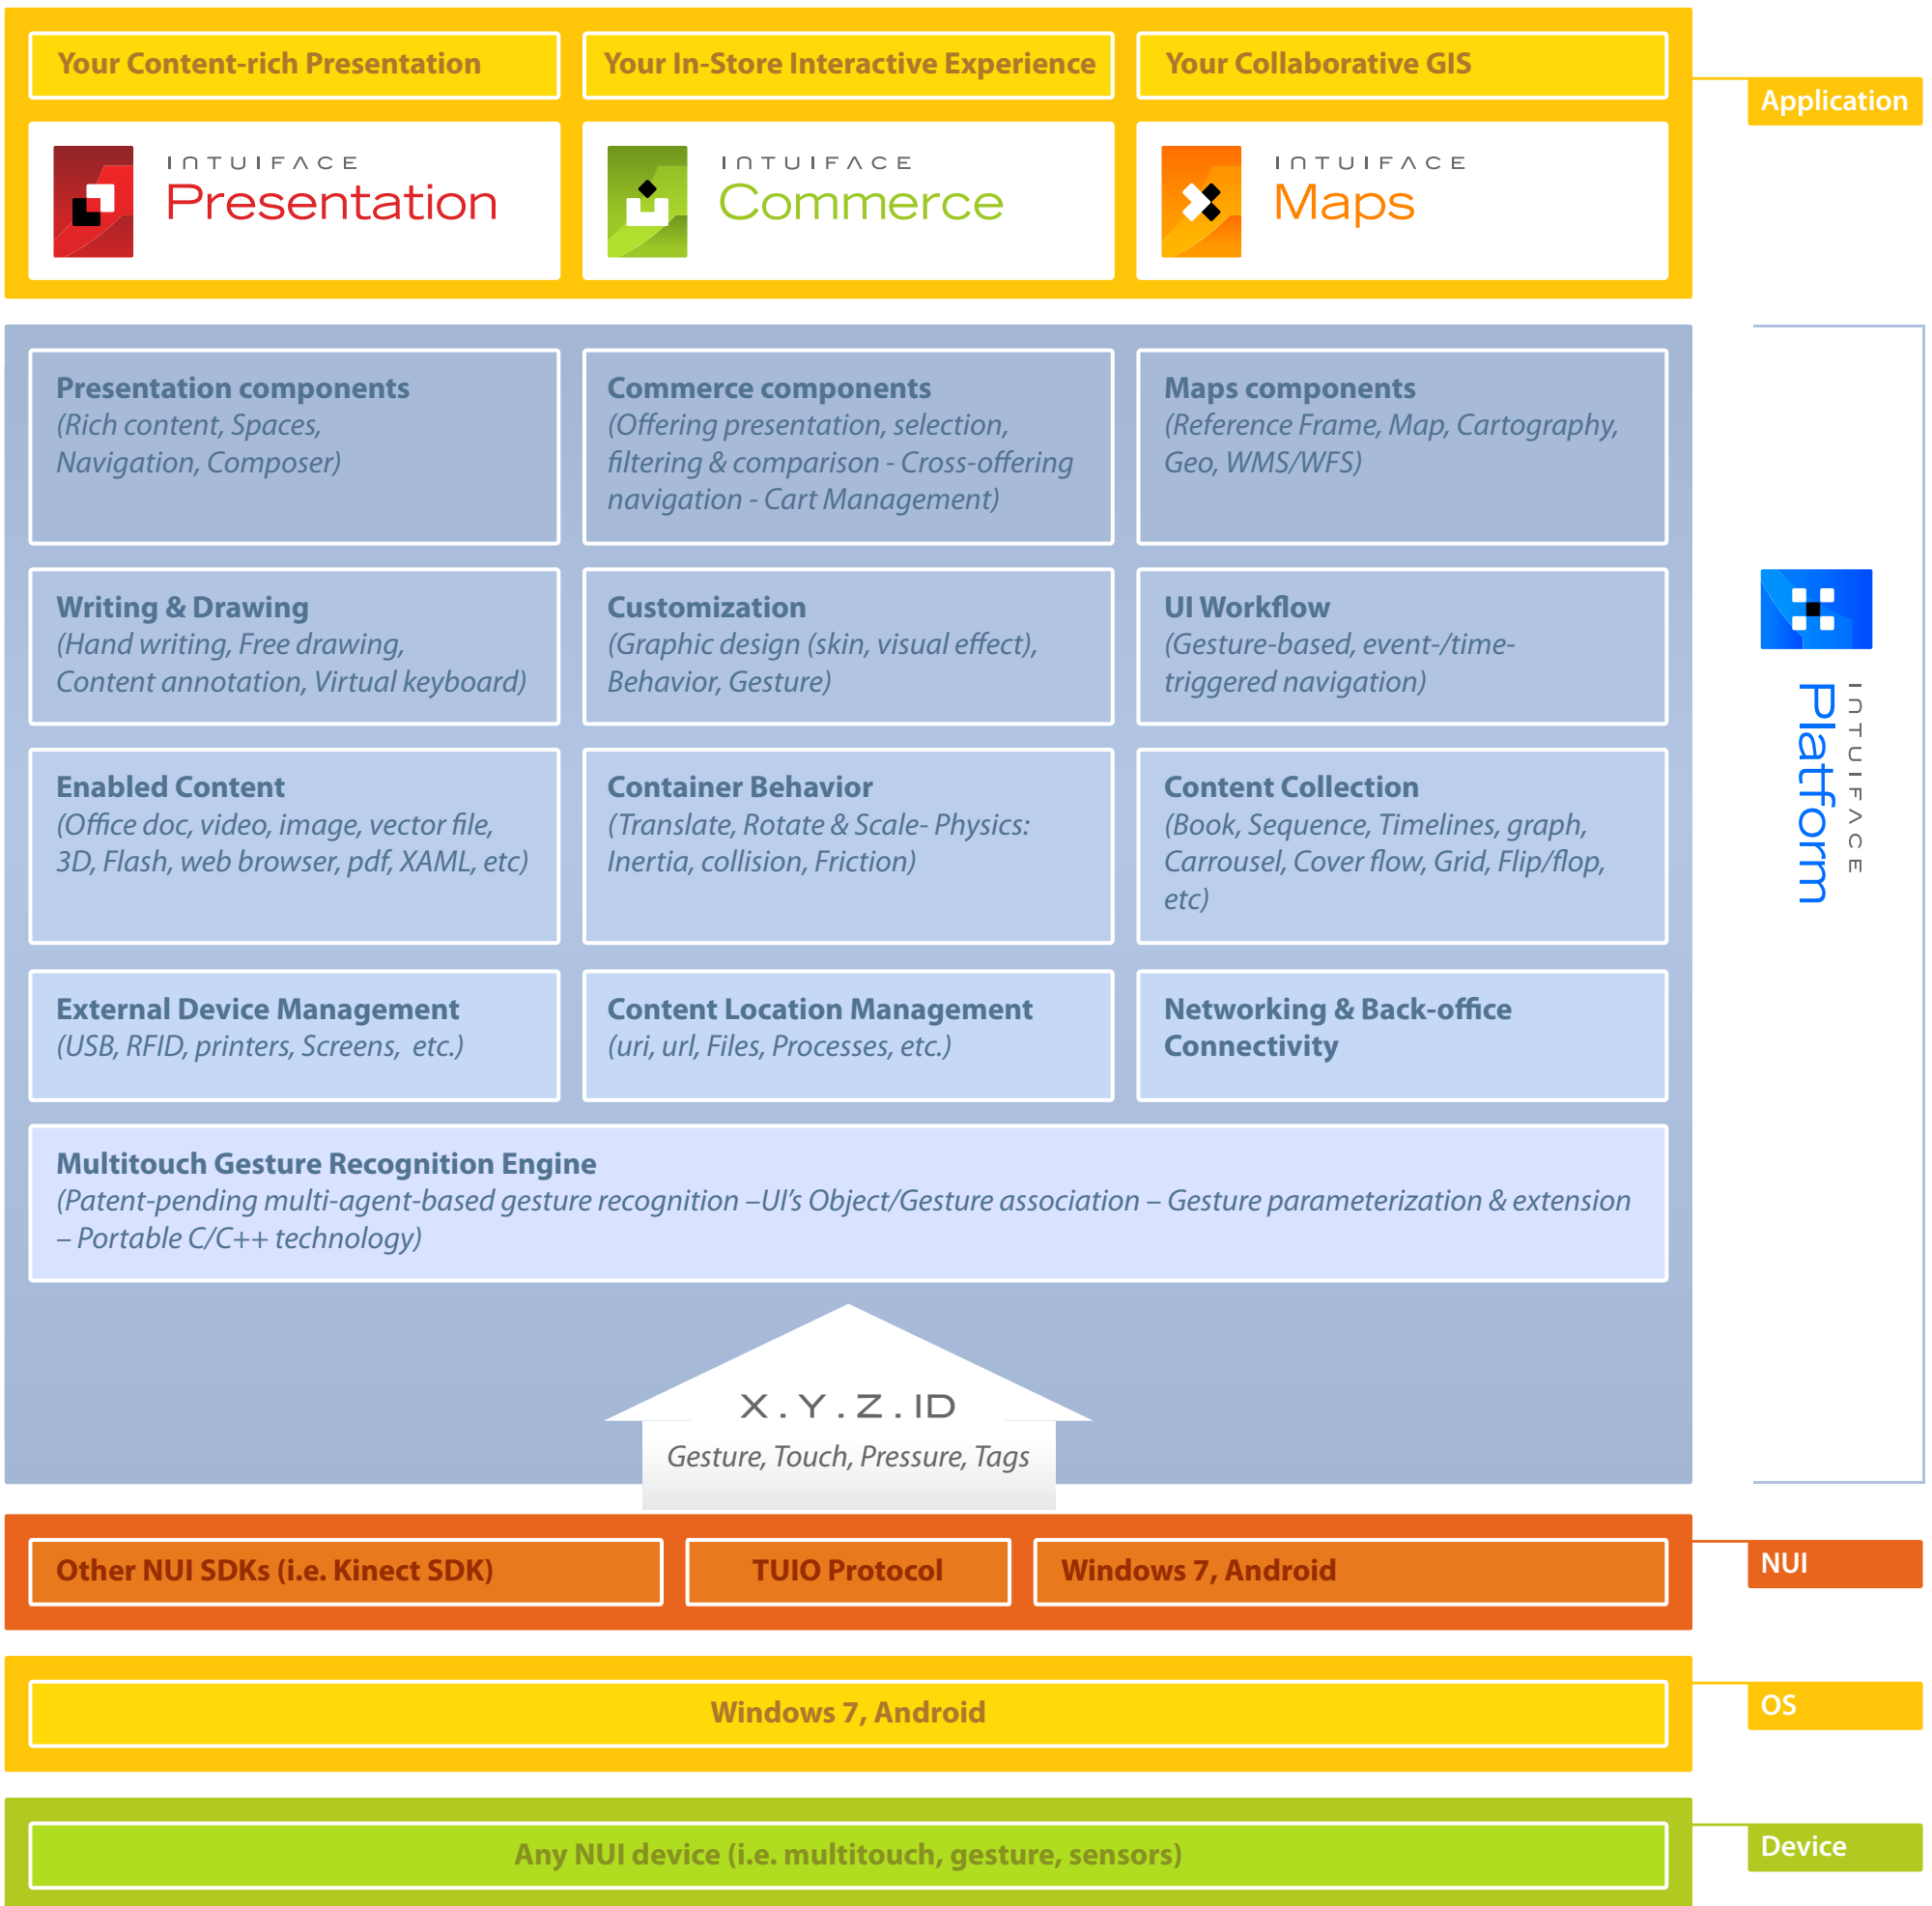 Your Content-rich Presentation
Your In-Store Interactive Experience
Your Collaborative GIS
Application
INTUIFACE
Presentation
INTUIFACE
Commerce
INTUIFACE
Maps
Presentation components
(Rich content, Spaces,
Navigation, Composer)
Commerce components
(Offering presentation, selection,
filtering & comparison - Cross-offering
navigation - Cart Management)
Maps components
(Reference Frame, Map, Cartography,
Geo, WMS/WFS)
Writing & Drawing
(Hand writing, Free drawing,
Content annotation, Virtual keyboard)
Customization
(Graphic design (skin, visual effect),
Behavior, Gesture)
UI Workflow
(Gesture-based, event-/time-
triggered navigation)
Enabled Content
(Office doc, video, image, vector file,
3D, Flash, web browser, pdf, XAML, etc)
Container Behavior
(Translate, Rotate & Scale- Physics:
Inertia, collision, Friction)
Content Collection
(Book, Sequence, Timelines, graph,
Carrousel, Cover flow, Grid, Flip/flop,
etc)
External Device Management
(USB, RFID, printers, Screens,  etc.)
Content Location Management
(uri, url, Files, Processes, etc.)
Networking & Back-office
Connectivity
Multitouch Gesture Recognition Engine
(Patent-pending multi-agent-based gesture recognition –UI’s Object/Gesture association – Gesture parameterization & extension
– Portable C/C++ technology)
INTUIFACE
Platform
X . Y . Z . ID
Gesture, Touch, Pressure, Tags
Other NUI SDKs (i.e. Kinect SDK)
TUIO Protocol
Windows 7, Android
NUI
Windows 7, Android
OS
Any NUI device (i.e. multitouch, gesture, sensors)
Device